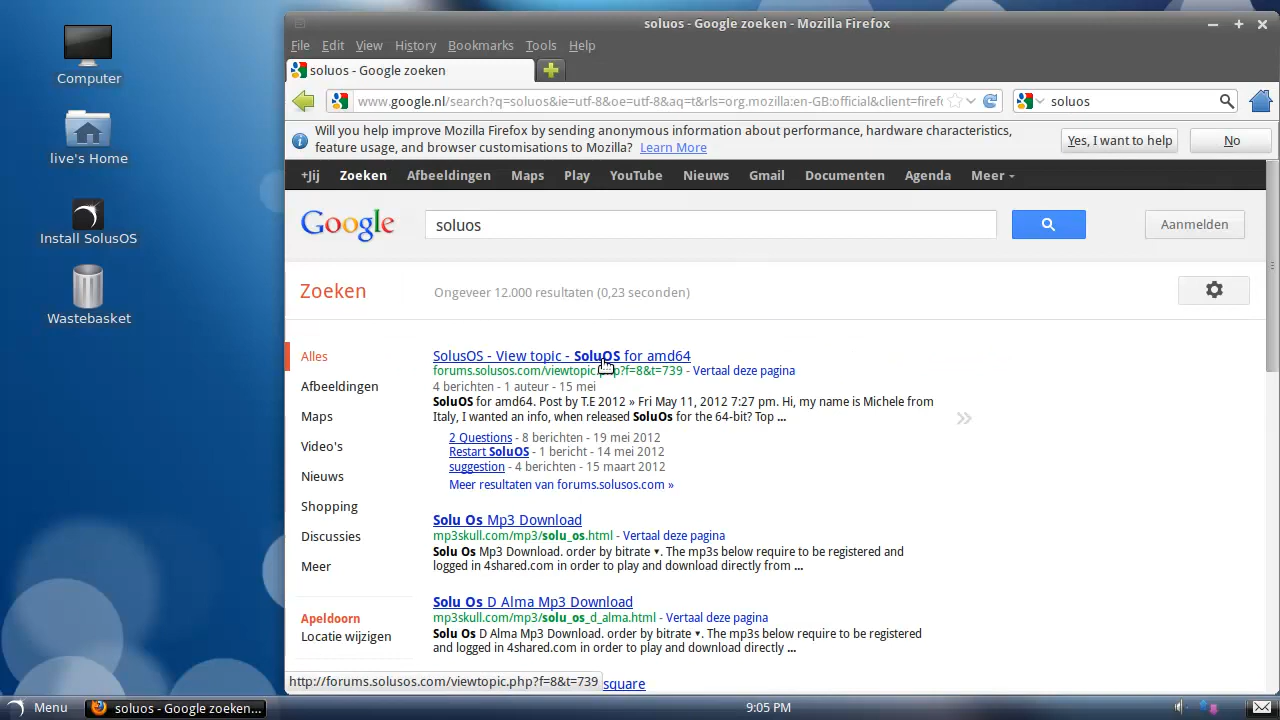 Computer
live's Home
Install SolusOS
Wastebasket
soluos - Google zoeken - Mozilla Firefox
File Edit View History Bookmarks Tools Help
soluos - Google zoeken
www.google.nl/search?q=soluos&ie=utf-8&oe=utf-8&aq=t&rls=org.mozilla:en-GB:official&client=firef
soluos
Will you help improve Mozilla Firefox by sending anonymous information about performance, hardware characteristics,
feature usage, and browser customisations to Mozilla? Learn More
Yes, I want to help
No
+Jij Zoeken Afbeeldingen Maps Play YouTube Nieuws Gmail Documenten Agenda Meer
Google
soluos
Aanmelden
Zoeken
Ongeveer 12.000 resultaten (0,23 seconden)
Alles
Afbeeldingen
Maps
Video's
Nieuws
Shopping
Discussies
Meer
Apeldoorn
Locatie wijzigen
SolusOS - View topic - SoluOS for amd64
forums.solusos.com/viewtopic.php?f=8&t=739 - Vertaal deze pagina
4 berichten - 1 auteur - 15 mei
SoluOS for amd64. Post by T.E 2012 » Fri May 11, 2012 7:27 pm. Hi, my name is Michele from
Italy, I wanted an info, when released SoluOs for the 64-bit? Top ...
2 Questions - 8 berichten - 19 mei 2012
Restart SoluOS - 1 bericht - 14 mei 2012
suggestion - 4 berichten - 15 maart 2012
Meer resultaten van forums.solusos.com »
Solu Os Mp3 Download
mp3skull.com/mp3/solu_os.html - Vertaal deze pagina
Solu Os Mp3 Download. order by bitrate ▾. The mp3s below require to be registered and
logged in 4shared.com in order to play and download directly from ...
Solu Os D Alma Mp3 Download
mp3skull.com/mp3/solu_os_d_alma.html - Vertaal deze pagina
Solu Os D Alma Mp3 Download. order by bitrate ▾. The mp3s below require to be registered
and logged in 4shared.com in order to play and download directly ...
http://forums.solusos.com/viewtopic.php?f=8&t=739
square
Menu
soluos - Google zoeken...
9:05 PM